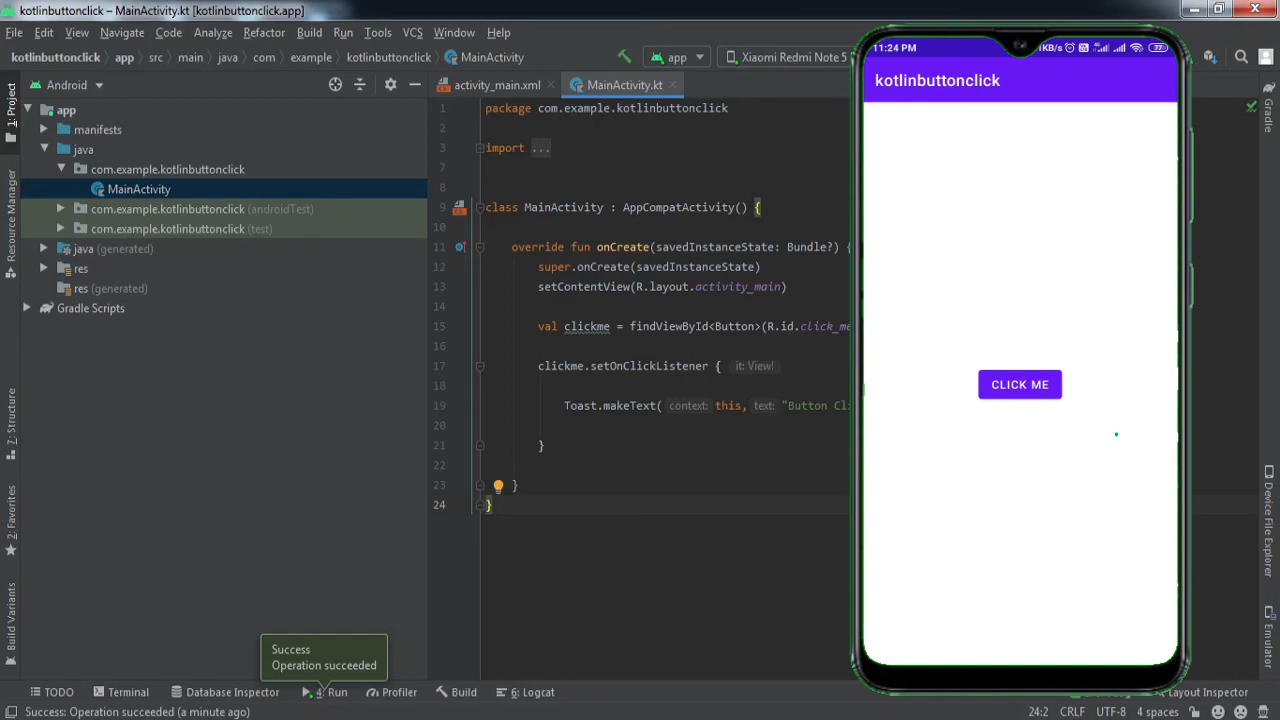 kotlinbuttonclick – MainActivity.kt [kotlinbuttonclick.app]
File Edit View Navigate Code Analyze Refactor Build Run Tools VCS Window Help
kotlinbuttonclick app src main java com example kotlinbuttonclick MainActivity app Xiaomi Redmi Note 5
Android
activity_main.xml MainActivity.kt
1: Project
Resource Manager
7: Structure
2: Favorites
Build Variants
app
manifests
java
com.example.kotlinbuttonclick
MainActivity
com.example.kotlinbuttonclick (androidTest)
com.example.kotlinbuttonclick (test)
java (generated)
res
res (generated)
Gradle Scripts
1 package com.example.kotlinbuttonclick
2
3 import ...
7
8
9 class MainActivity : AppCompatActivity() {
10
11 override fun onCreate(savedInstanceState: Bundle?) {
12 super.onCreate(savedInstanceState)
13 setContentView(R.layout.activity_main)
14
15 val clickme = findViewById<Button>(R.id.click_me
16
17 clickme.setOnClickListener { it: View!
18
19 Toast.makeText( context: this, text: "Button Cli
20
21 }
22
23 }
24 }
11:24 PM 1KB/s 77
kotlinbuttonclick
CLICK ME
Gradle
Device File Explorer
Emulator
Success
Operation succeeded
TODO Terminal Database Inspector 4: Run Profiler Build 6: Logcat Layout Inspector
Success: Operation succeeded (a minute ago) 24:2 CRLF UTF-8 4 spaces